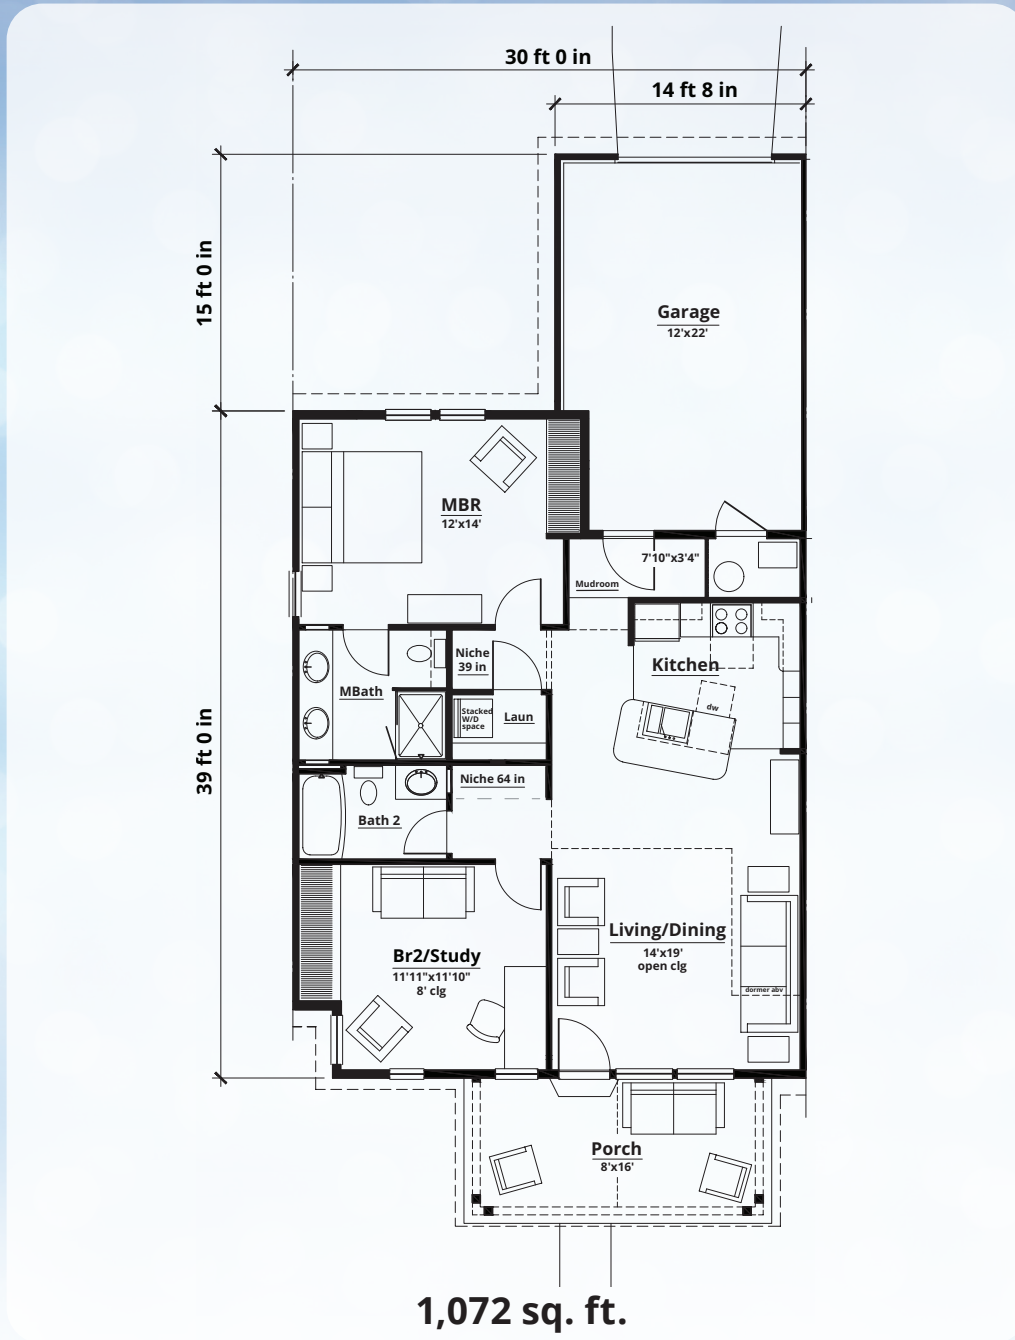 30 ft 0 in
14 ft 8 in
15 ft 0 in
Garage
12'x22'
MBR
12'x14'
7'10"x3'4"
Mudroom
Niche
39 in
Kitchen
MBath
Stacked
W/D
space
Laun
dw
39 ft 0 in
Niche 64 in
Bath 2
Living/Dining
14'x19'
open clg
Br2/Study
11'11"x11'10"
8' clg
dormer abv
Porch
8'x16'
1,072 sq. ft.